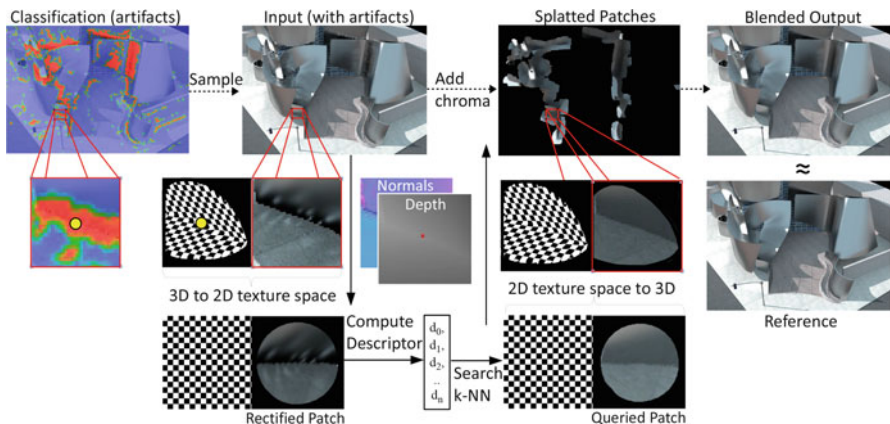 Classification (artifacts)
Input (with artifacts)
Splatted Patches
Blended Output
Sample
Add
chroma
≈
Normals
Depth
3D to 2D texture space
2D texture space to 3D
Reference
Compute
Descriptor
d0,
d1,
d2,
..
dn
Search
k-NN
Rectified Patch
Queried Patch